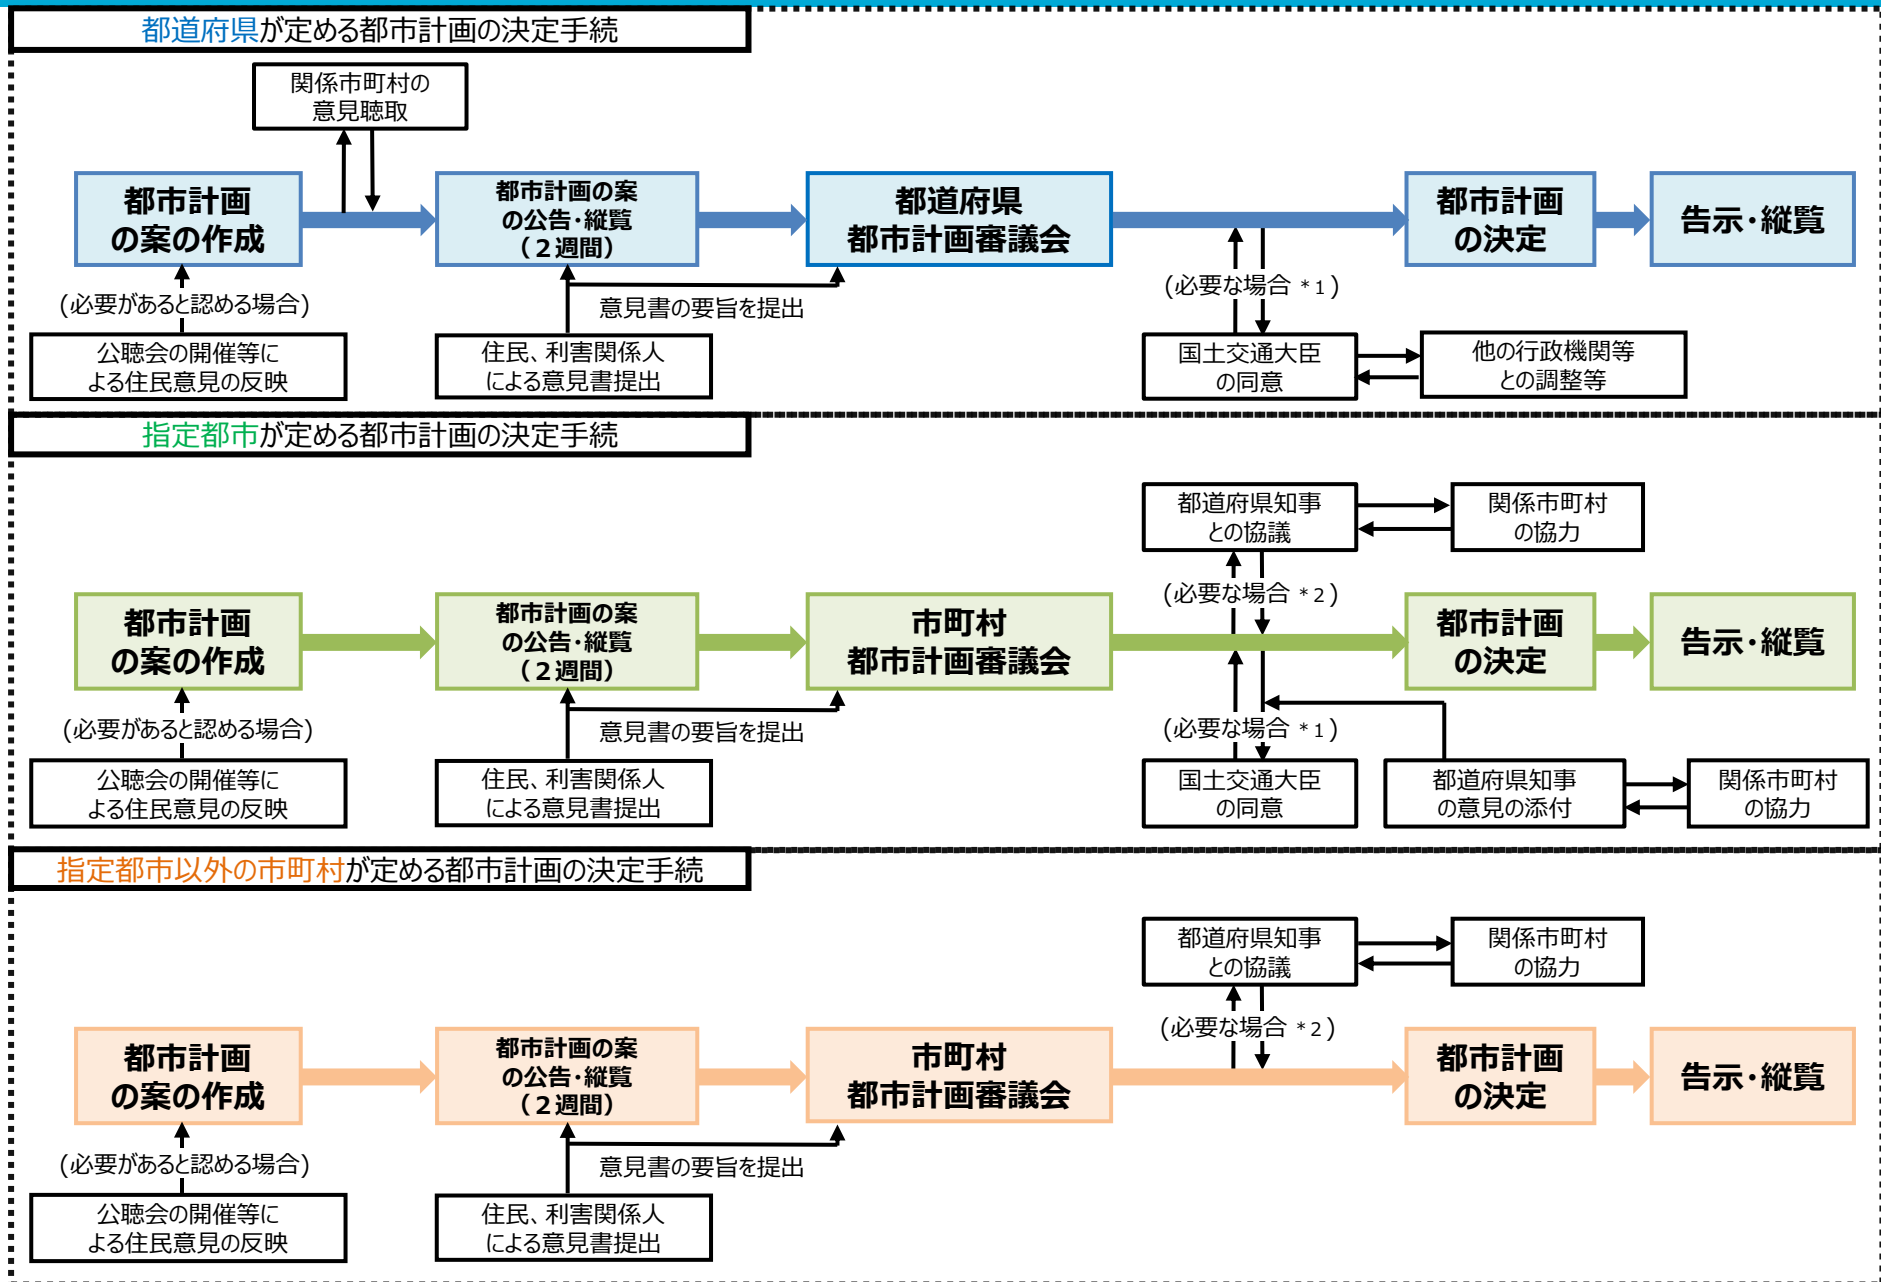 都道府県が定める都市計画の決定手続
関係市町村の
意見聴取
都市計画
の案の作成
都市計画の案
の公告・縦覧
(２週間)
都道府県
都市計画審議会
都市計画
の決定
告示・縦覧
(必要があると認める場合)
意見書の要旨を提出
(必要な場合 *1)
公聴会の開催等に
よる住民意見の反映
住民、利害関係人
による意見書提出
国土交通大臣
の同意
他の行政機関等
との調整等
指定都市が定める都市計画の決定手続
都道府県知事
との協議
関係市町村
の協力
(必要な場合 *2)
都市計画
の案の作成
都市計画の案
の公告・縦覧
(２週間)
市町村
都市計画審議会
都市計画
の決定
告示・縦覧
(必要があると認める場合)
意見書の要旨を提出
(必要な場合 *1)
公聴会の開催等に
よる住民意見の反映
住民、利害関係人
による意見書提出
国土交通大臣
の同意
都道府県知事
の意見の添付
関係市町村
の協力
指定都市以外の市町村が定める都市計画の決定手続
都道府県知事
との協議
関係市町村
の協力
(必要な場合 *2)
都市計画
の案の作成
都市計画の案
の公告・縦覧
(２週間)
市町村
都市計画審議会
都市計画
の決定
告示・縦覧
(必要があると認める場合)
意見書の要旨を提出
公聴会の開催等に
よる住民意見の反映
住民、利害関係人
による意見書提出